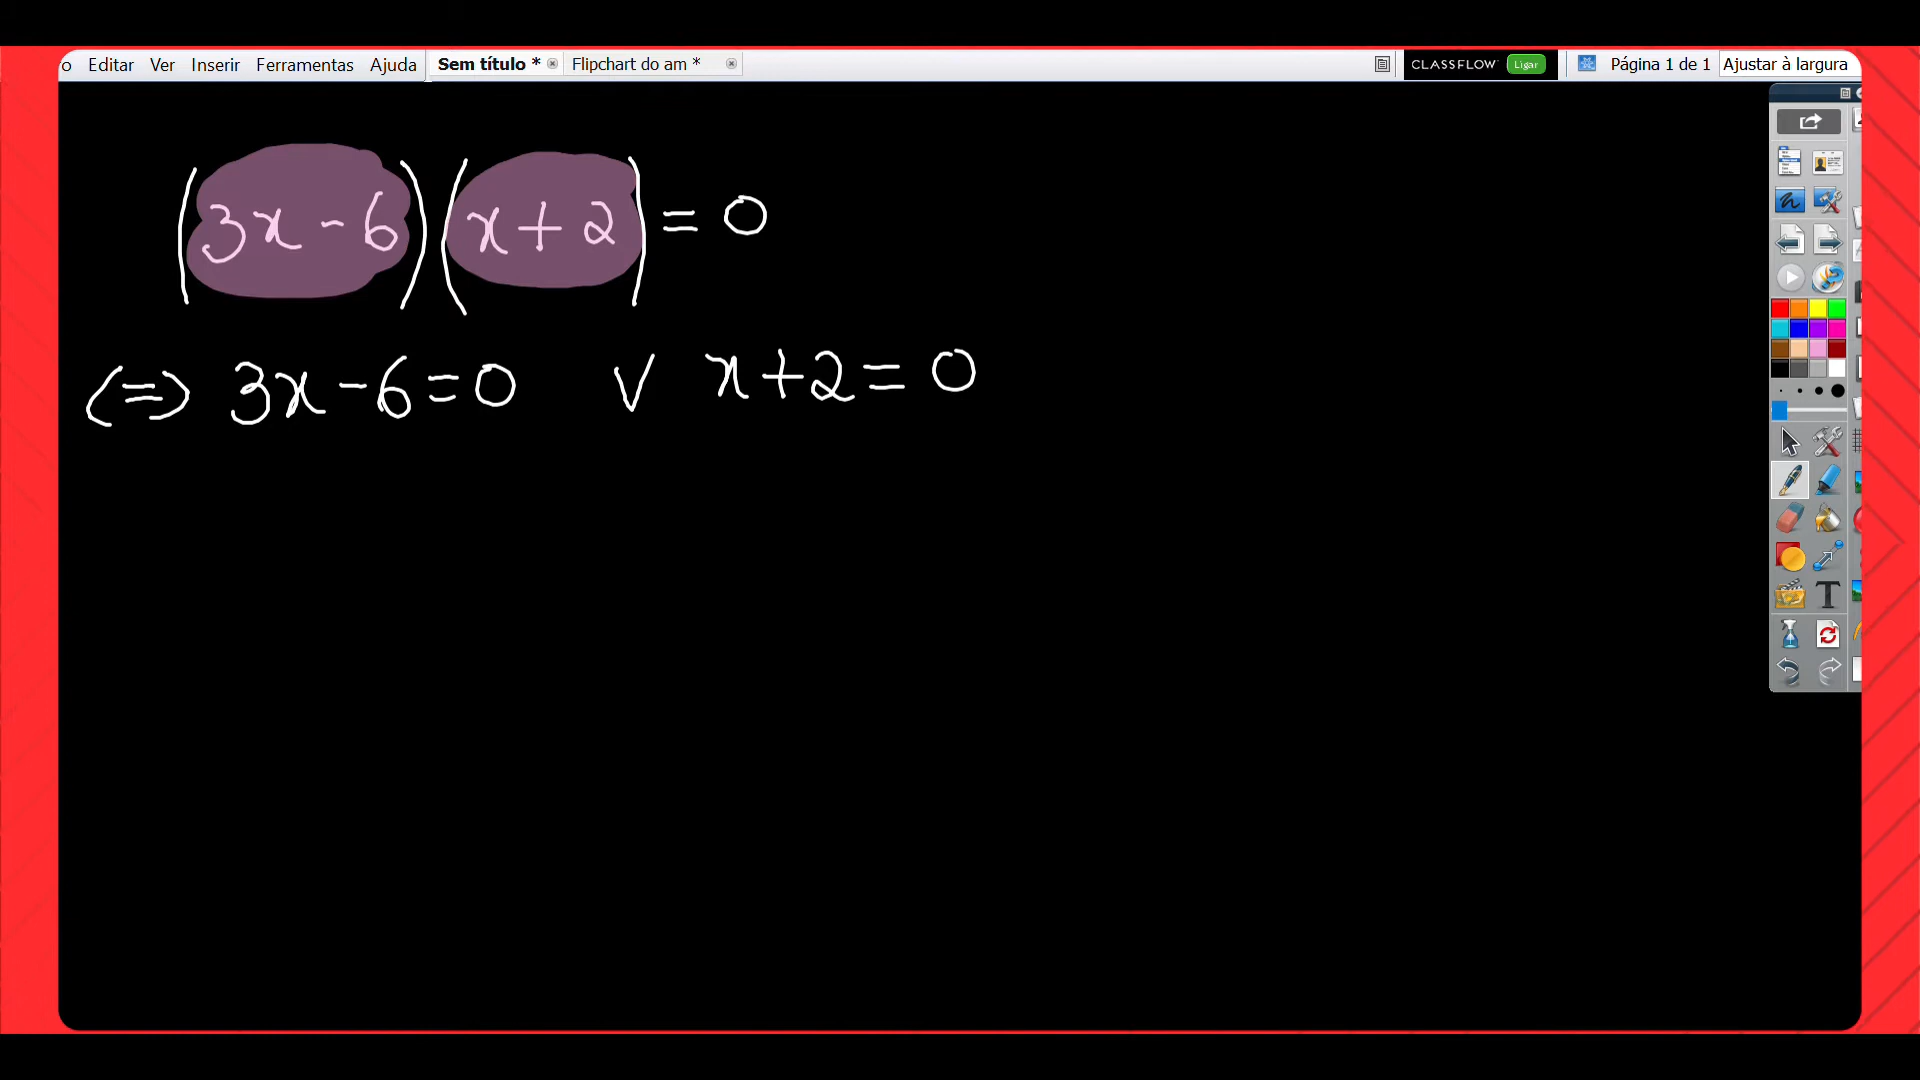 o Editar Ver Inserir Ferramentas Ajuda Sem título * Flipchart do am * CLASSFLOW Ligar Página 1 de 1 Ajustar à largura
(3x-6)(x+2)=0
(=) 3x-6=0 ∨ x+2=0
T